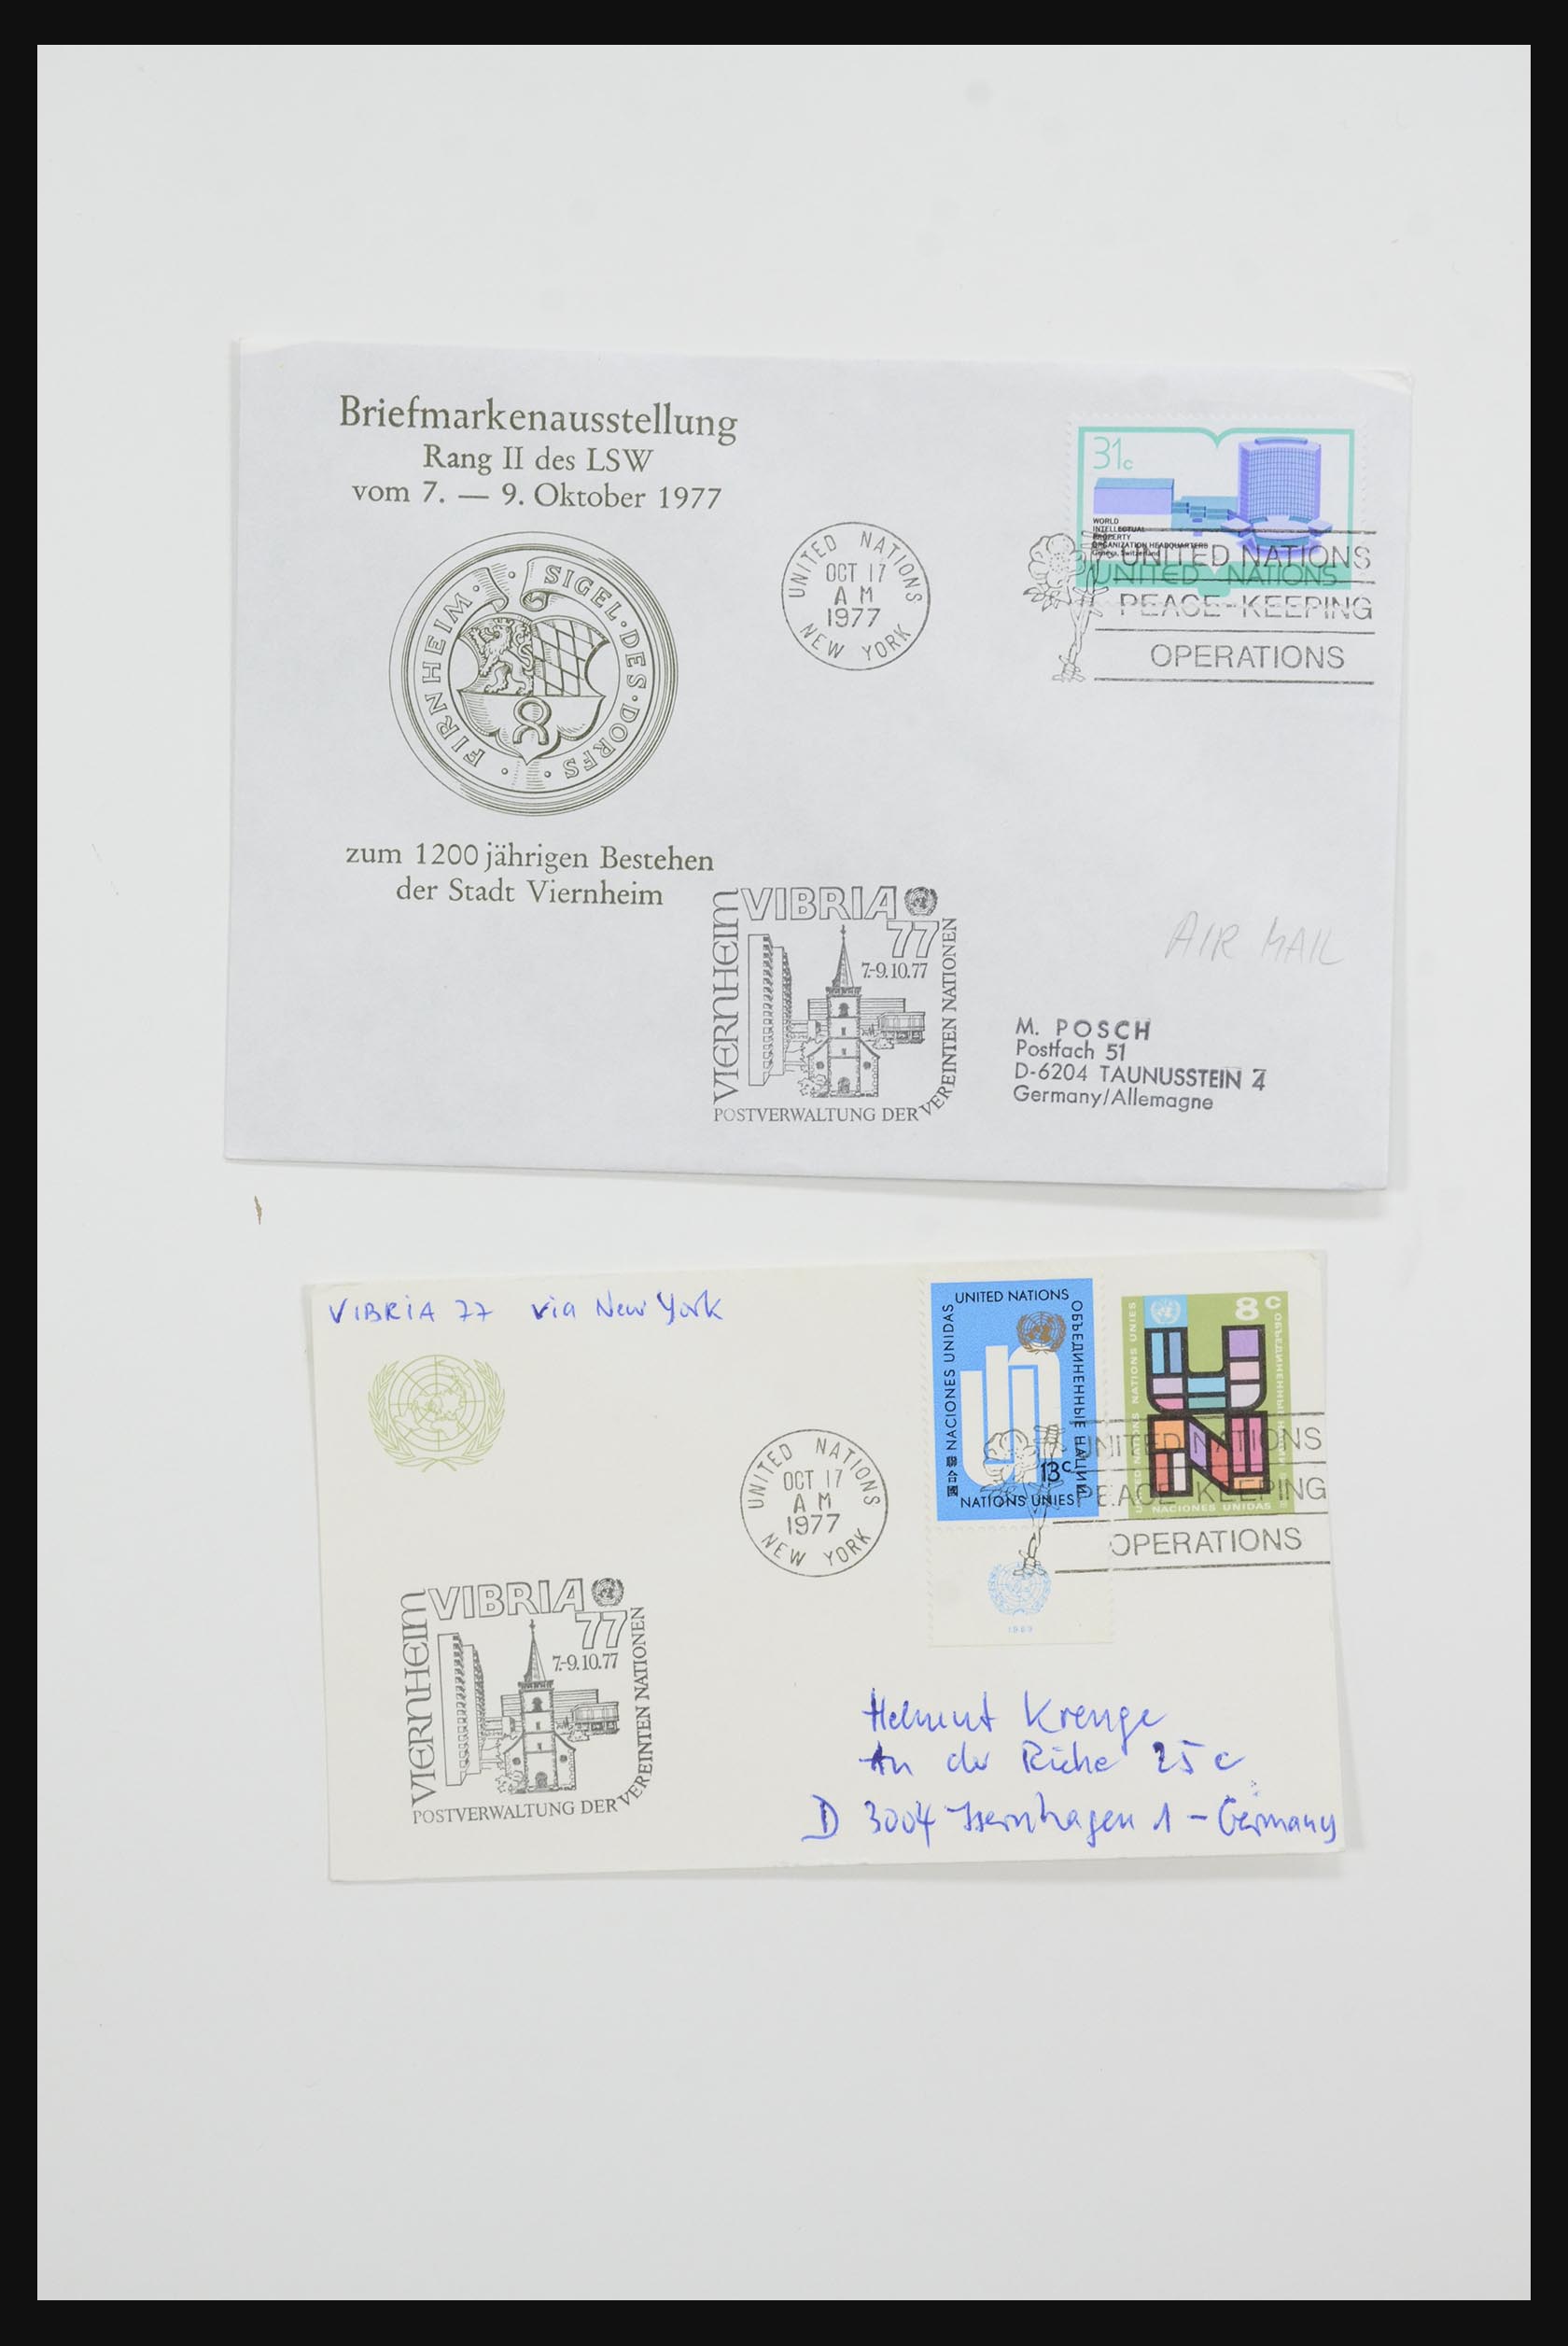 Briefmarkenausstellung
Rang II des LSW
vom 7. — 9. Oktober 1977
FIRNHEIM · SIGEL · DES · DORFS
zum 1200 jährigen Bestehen
der Stadt Viernheim
UNITED NATIONS
OCT 17
A M
1977
NEW YORK
31c
WORLD
INTELLECTUAL
PROPERTY
ORGANIZATION HEADQUARTERS
Geneva, Switzerland
UNITED NATIONS
UNITED NATIONS
PEACE-KEEPING
OPERATIONS
VIERNHEIM
VIBRIA
77
7.-9.10.77
POSTVERWALTUNG DER VEREINTEN NATIONEN
AIR MAIL
M. POSCH
Postfach 51
D-6204 TAUNUSSTEIN 4
Germany/Allemagne
VIBRIA 77 via New York
UNITED NATIONS
OCT 17
A M
1977
NEW YORK
UNITED NATIONS
NACIONES UNIDAS
ОБЪЕДИНЕННЫЕ НАЦИИ
un
13c
NATIONS UNIES
1969
8c
NATIONS UNIES
NACIONES UNIDAS
UNITED NATIONS
PEACE-KEEPING
OPERATIONS
VIERNHEIM
VIBRIA
77
7.-9.10.77
POSTVERWALTUNG DER VEREINTEN NATIONEN
Helmut Krenge
An der Riehe 25 c
D 3004 Isernhagen 1 - Germany